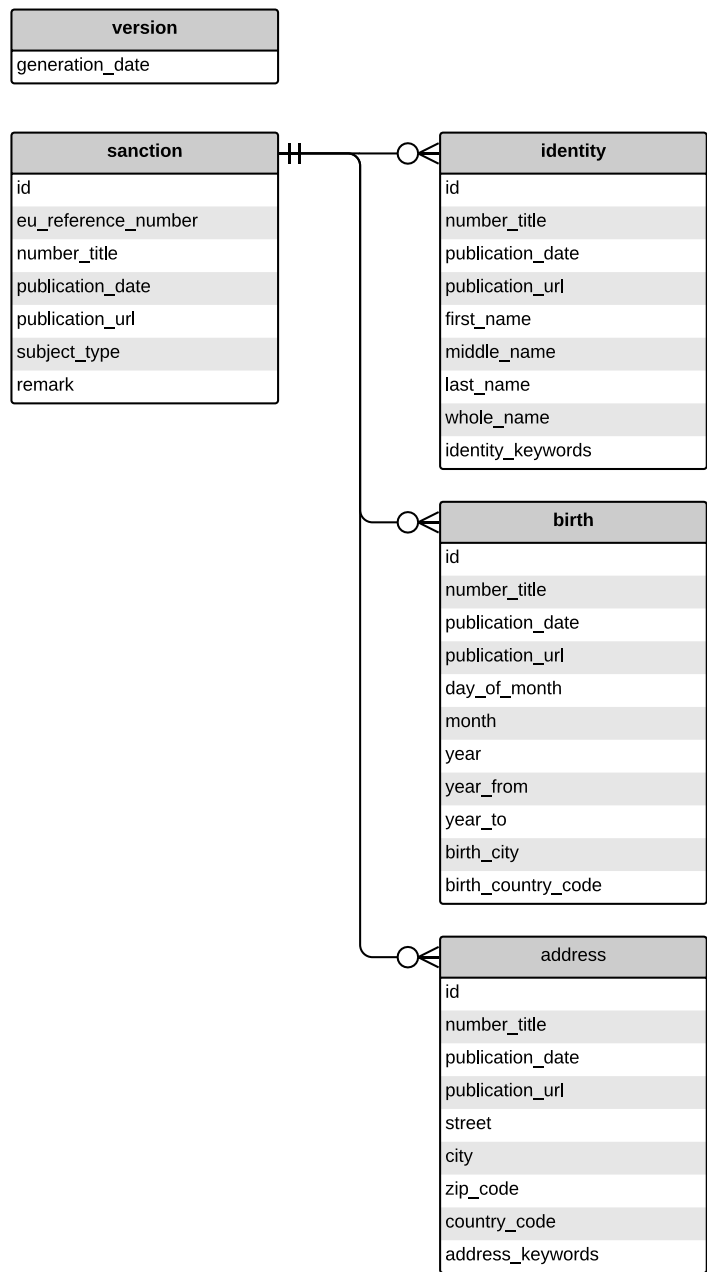 version
generation_date
sanction
id
eu_reference_number
number_title
publication_date
publication_url
subject_type
remark
identity
id
number_title
publication_date
publication_url
first_name
middle_name
last_name
whole_name
identity_keywords
birth
id
number_title
publication_date
publication_url
day_of_month
month
year
year_from
year_to
birth_city
birth_country_code
address
id
number_title
publication_date
publication_url
street
city
zip_code
country_code
address_keywords